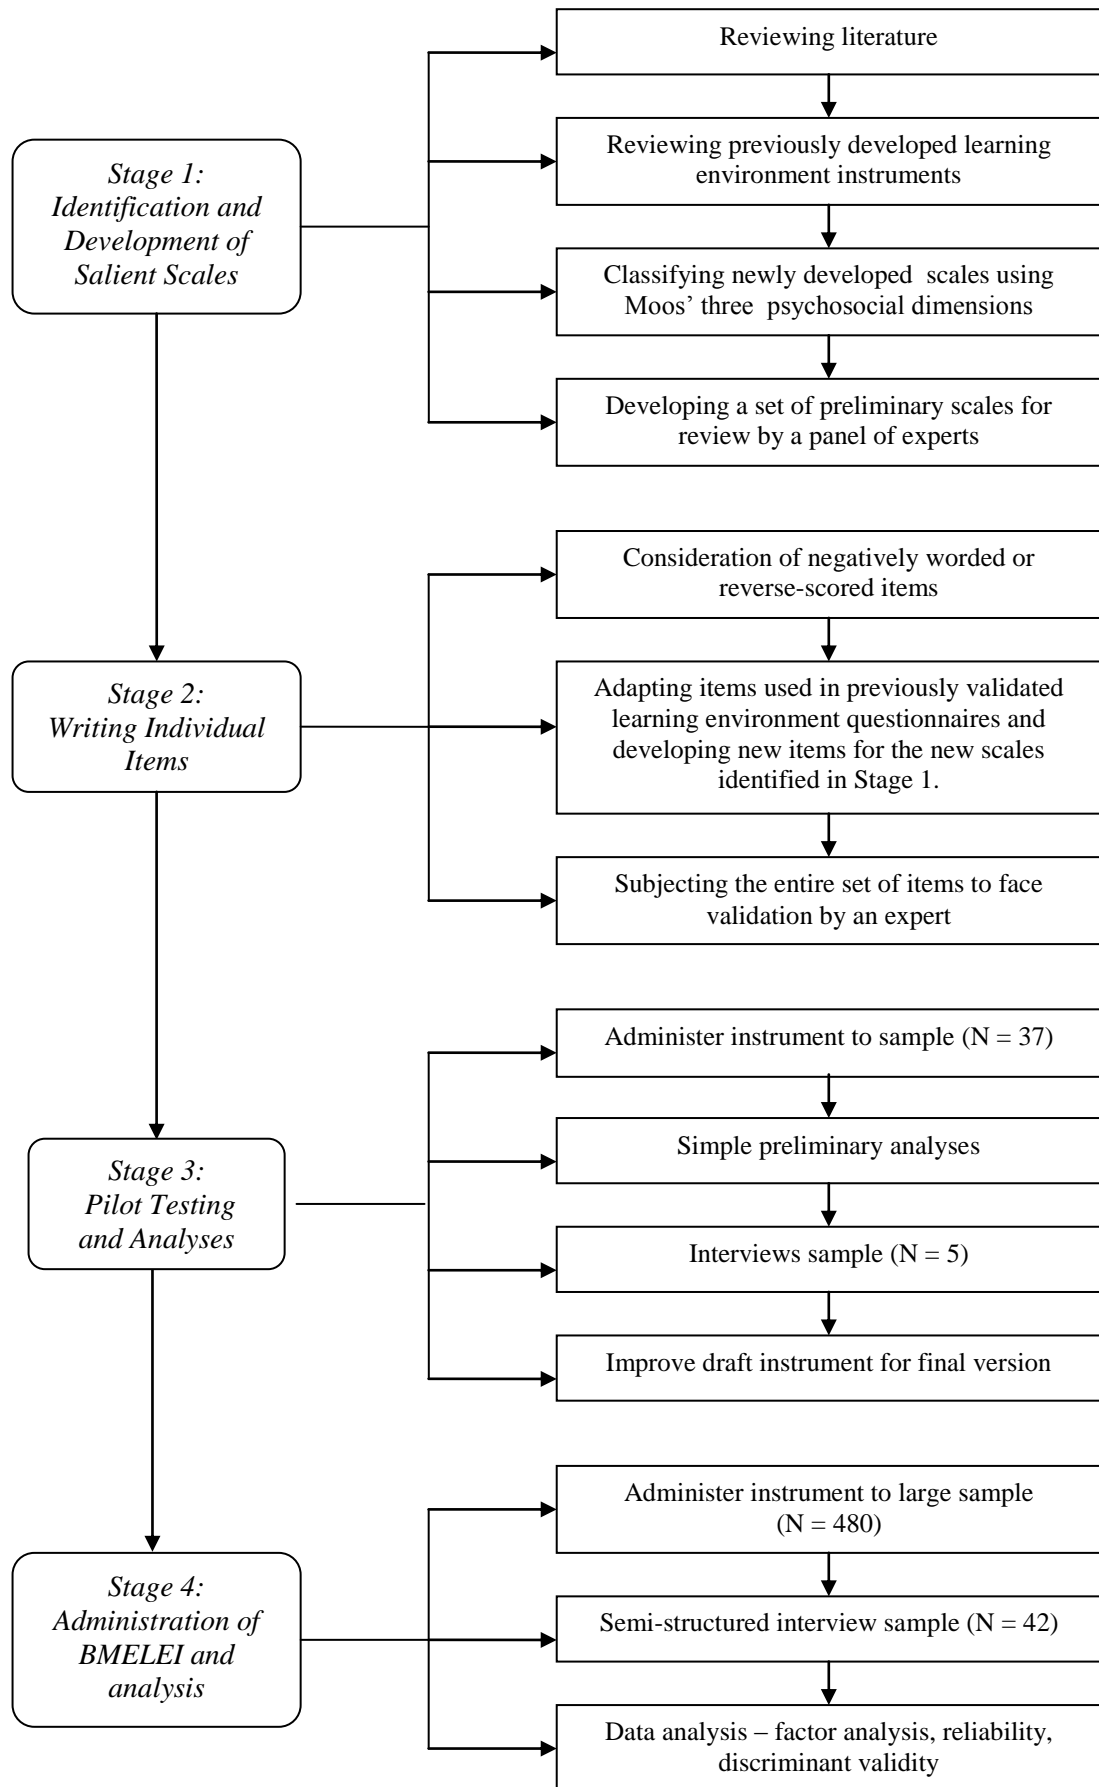 Reviewing literature
Reviewing previously developed learning
environment instruments
Stage 1:
Identification and
Development of
Salient Scales
Classifying newly developed  scales using
Moos’ three  psychosocial dimensions
Developing a set of preliminary scales for
review by a panel of experts
Consideration of negatively worded or
reverse-scored items
Stage 2:
Writing Individual
Items
Adapting items used in previously validated
learning environment questionnaires and
developing new items for the new scales
identified in Stage 1.
Subjecting the entire set of items to face
validation by an expert
Administer instrument to sample (N = 37)
Simple preliminary analyses
Stage 3:
Pilot Testing
and Analyses
Interviews sample (N = 5)
Improve draft instrument for final version
Administer instrument to large sample
(N = 480)
Stage 4:
Administration of
BMELEI and
analysis
Semi-structured interview sample (N = 42)
Data analysis – factor analysis, reliability,
discriminant validity